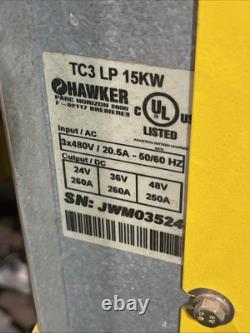 TC3 LP 15KW
HAWKER
PARC HORIZON 2000
F - 62117 BREBIERES
C UL US
LISTED
Input / AC
3x480V / 20.5A - 50/60 HZ
Output / DC
24V 36V 48V
260A 260A 250A
SN: JWM03524